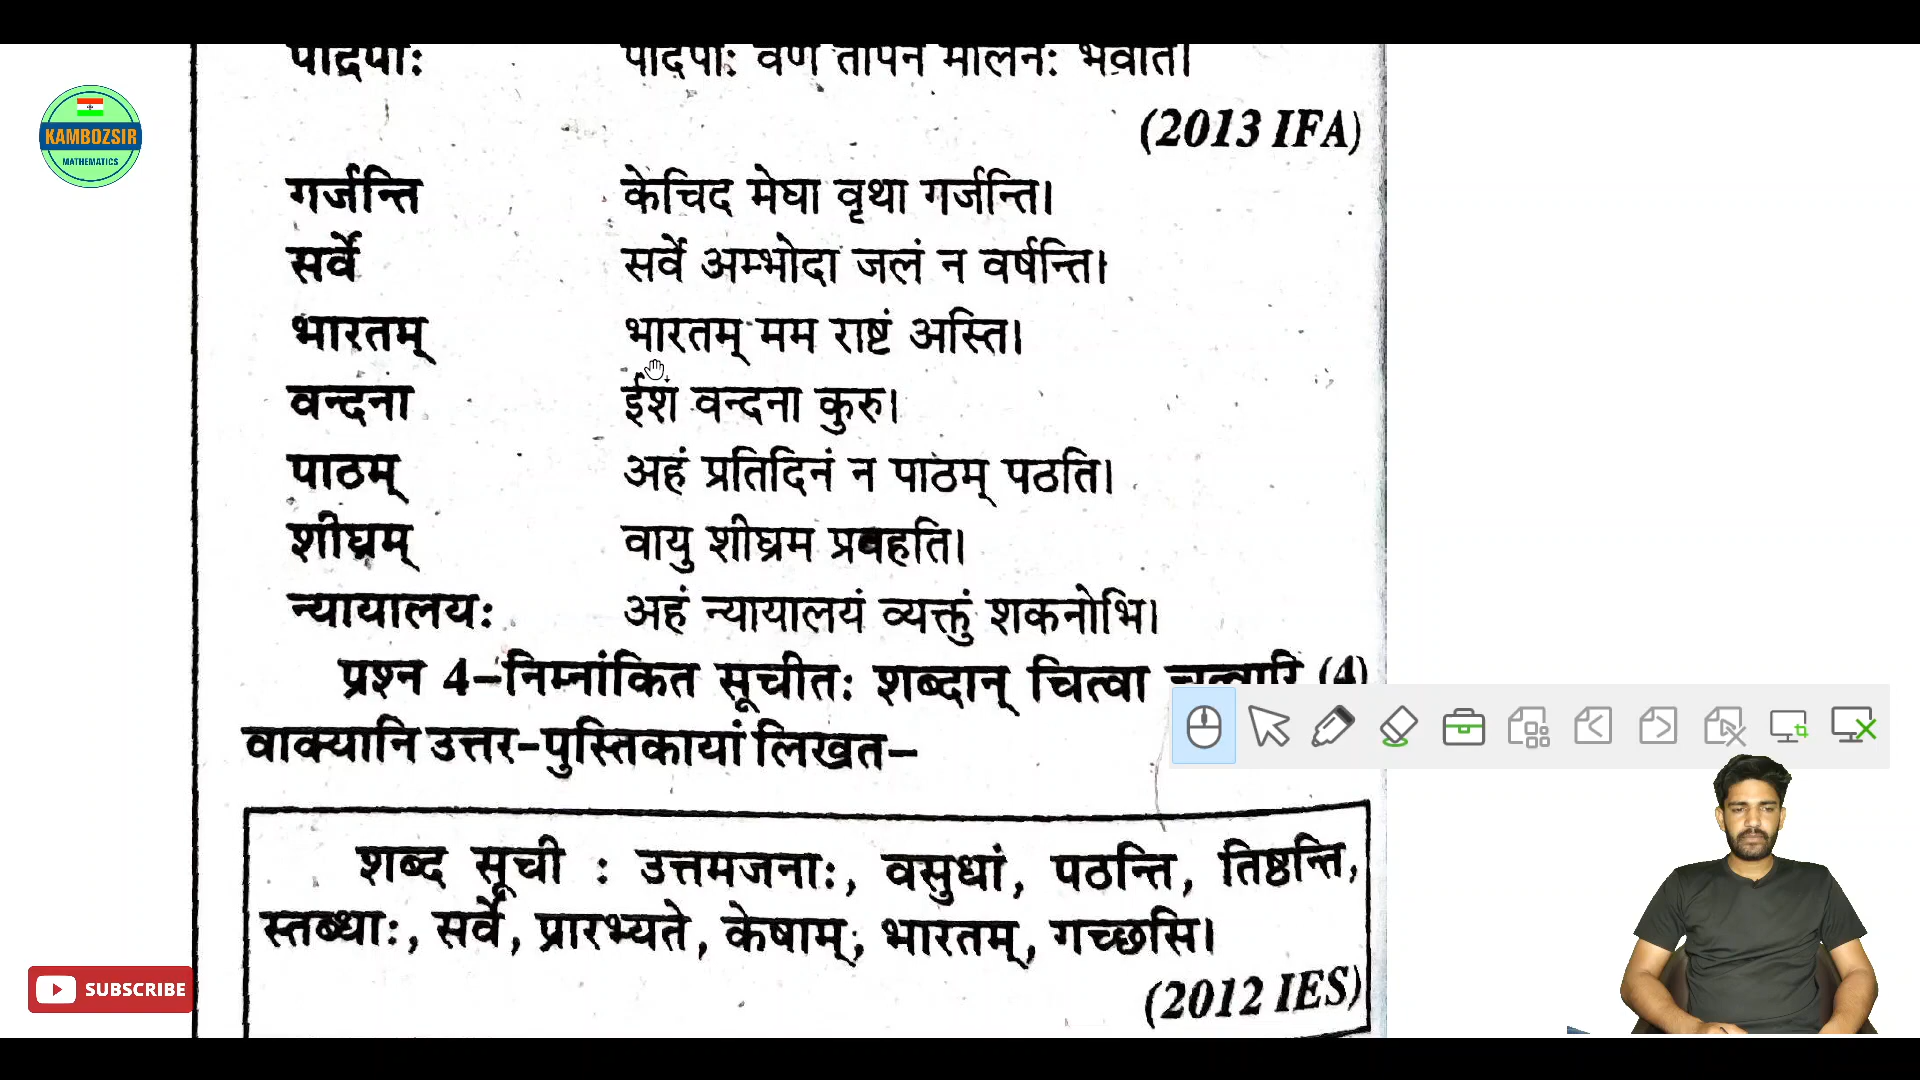 पादपाः पादपाः वर्ण तापेन मलिनः भवति।
(2013 IFA)
KAMBOZSIR
MATHEMATICS
गर्जन्ति केचिद मेघा वृथा गर्जन्ति।
सर्वे सर्वे अम्भोदा जलं न वर्षन्ति।
भारतम् भारतम् मम राष्टं अस्ति।
वन्दना ईश वन्दना कुरु।
पाठम् अहं प्रतिदिनं न पाठम् पठति।
शीघ्रम् वायु शीघ्रम प्रवहति।
न्यायालयः अहं न्यायालयं व्यक्तुं शकनोभि।
प्रश्न 4-निम्नांकित सूचीतः शब्दान् चित्वा चत्वारि (4)
वाक्यानि उत्तर-पुस्तिकायां लिखत-
शब्द सूची : उत्तमजनाः, वसुधां, पठन्ति, तिष्ठन्ति,
स्तब्धाः, सर्वे, प्रारभ्यते, केषाम्, भारतम्, गच्छसि।
(2012 IES)
SUBSCRIBE